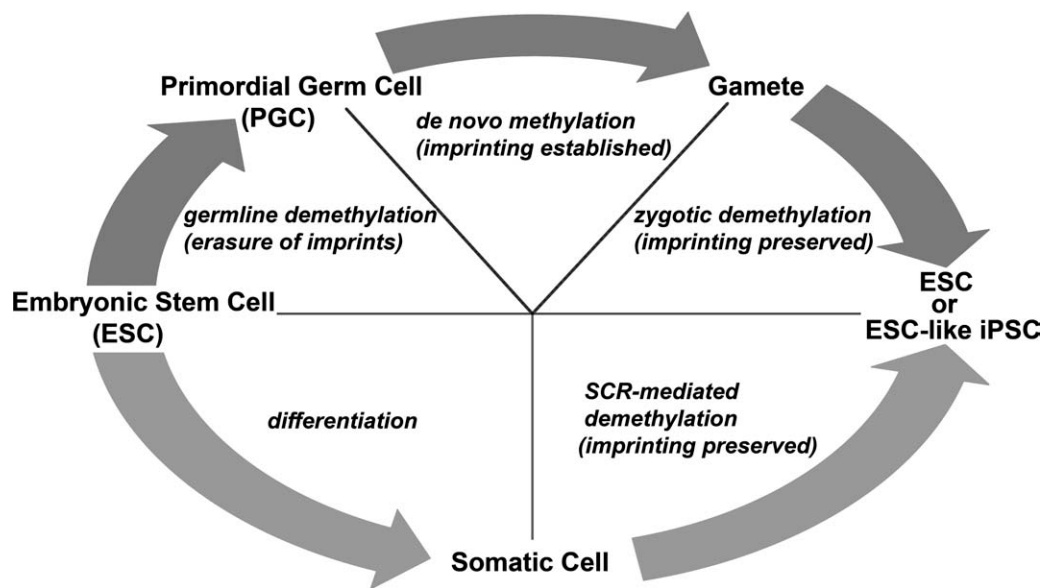 Primordial Germ Cell
(PGC)
Gamete
de novo methylation
(imprinting established)
germline demethylation
(erasure of imprints)
zygotic demethylation
(imprinting preserved)
Embryonic Stem Cell
(ESC)
ESC
or
ESC-like iPSC
differentiation
SCR-mediated
demethylation
(imprinting preserved)
Somatic Cell